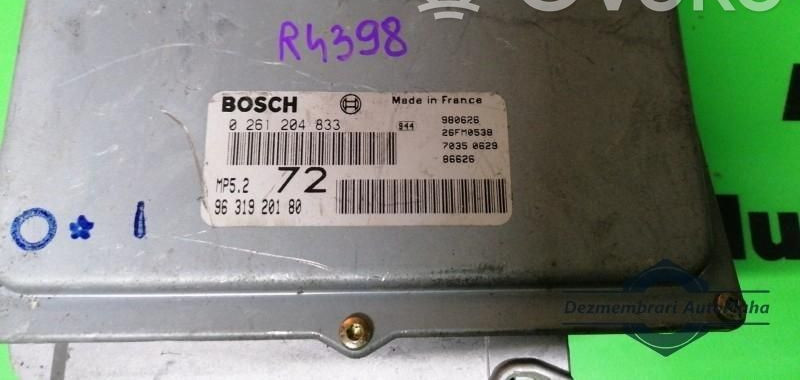 R4398
BOSCH Made in France
0 261 204 833 944 980626
26FM0538
7035 0629
86626
MP5.2 72
96 319 201 80
Dezmembrari